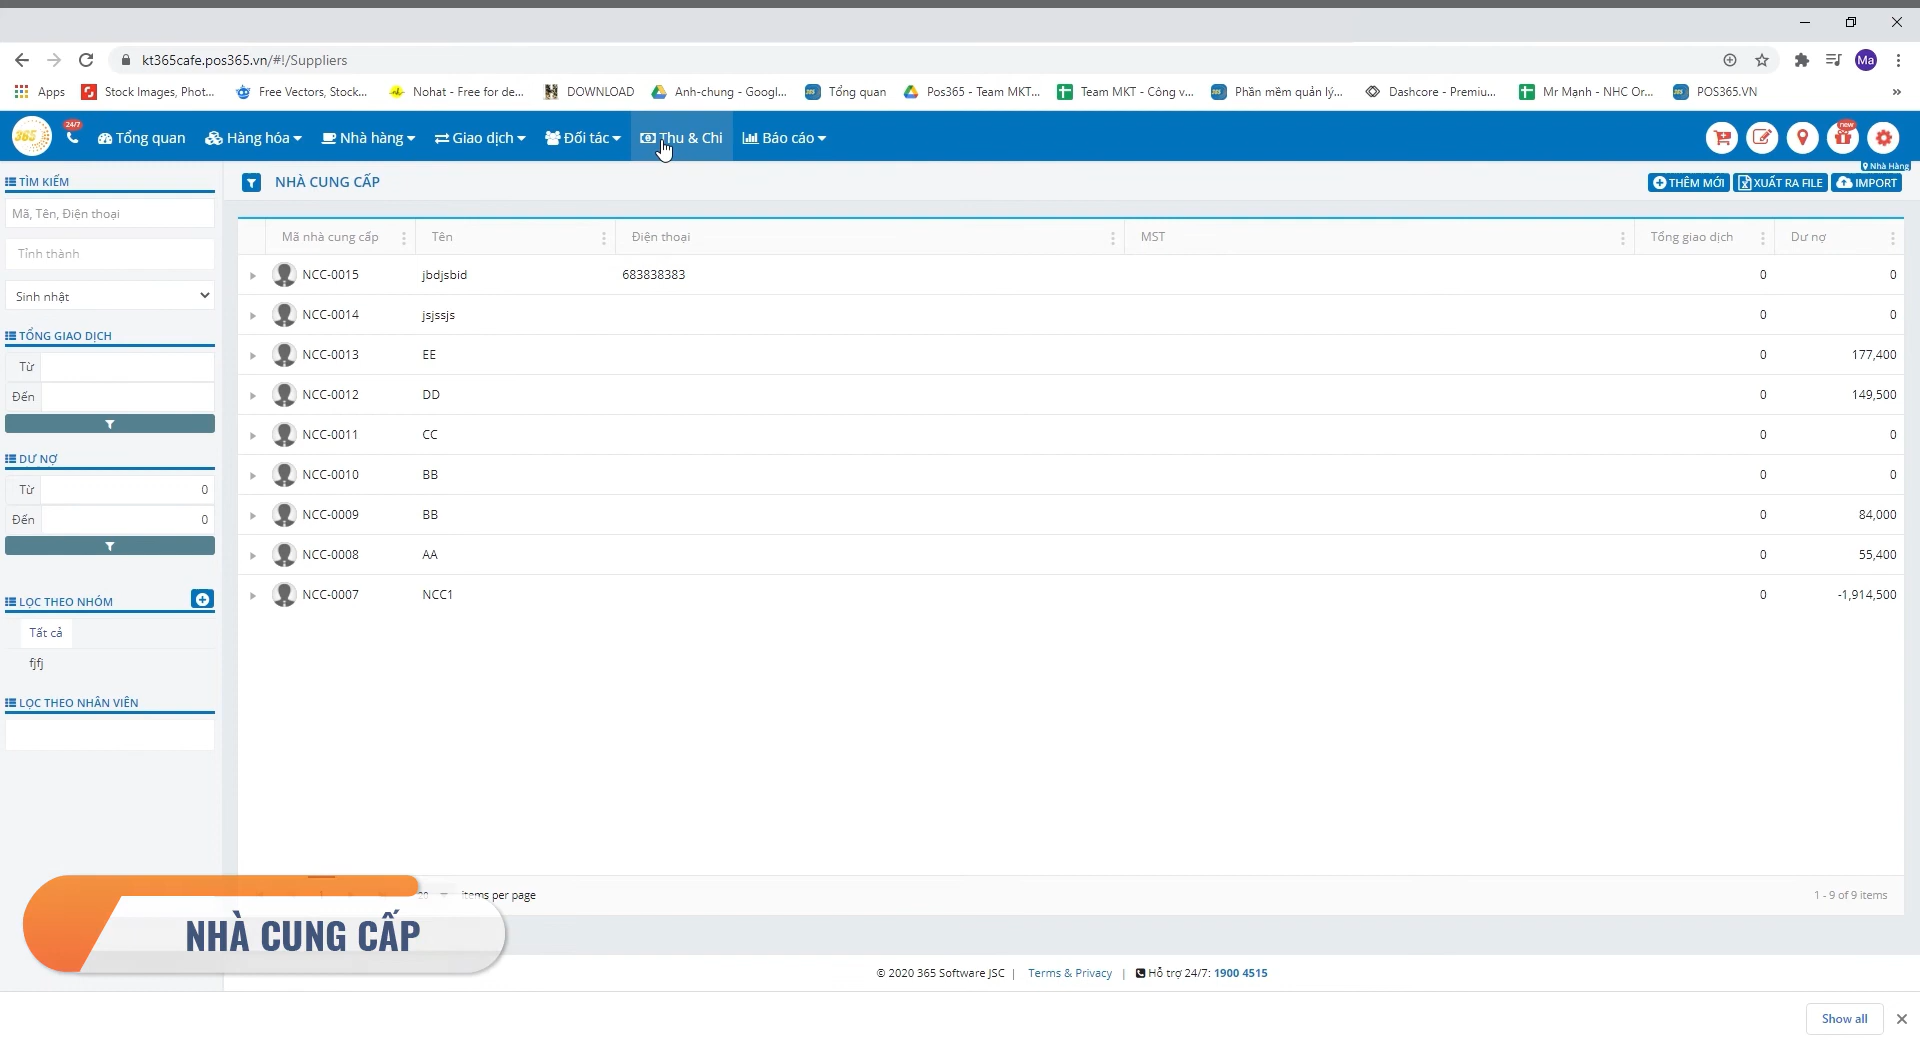 kt365cafe.pos365.vn/#!/Suppliers
Ma
Apps
Stock Images, Phot...
Free Vectors, Stock...
Nohat - Free for de...
DOWNLOAD
Anh-chung - Googl...
Tổng quan
Pos365 - Team MKT...
Team MKT - Công v...
Phần mềm quản lý...
Dashcore - Premiu...
Mr Mạnh - NHC Or...
POS365.VN
»
365
24/7
Tổng quan
Hàng hóa
Nhà hàng
Giao dịch
Đối tác
Thu & Chi
Báo cáo
new
Nhà Hàng
TÌM KIẾM
Mã, Tên, Điện thoại
Tỉnh thành
Sinh nhật
TỔNG GIAO DỊCH
Từ
Đến
DƯ NỢ
Từ 0
Đến 0
LỌC THEO NHÓM
Tất cả
fjfj
LỌC THEO NHÂN VIÊN
NHÀ CUNG CẤP
THÊM MỚI
XUẤT RA FILE
IMPORT
Mã nhà cung cấp Tên Điện thoại MST Tổng giao dịch Dư nợ
NCC-0015 jbdjsbid 683838383 0 0
NCC-0014 jsjssjs 0 0
NCC-0013 EE 0 177,400
NCC-0012 DD 0 149,500
NCC-0011 CC 0 0
NCC-0010 BB 0 0
NCC-0009 BB 0 84,000
NCC-0008 AA 0 55,400
NCC-0007 NCC1 0 -1,914,500
20 items per page
1 - 9 of 9 items
NHÀ CUNG CẤP
© 2020 365 Software JSC | Terms & Privacy | Hỗ trợ 24/7: 1900 4515
Show all